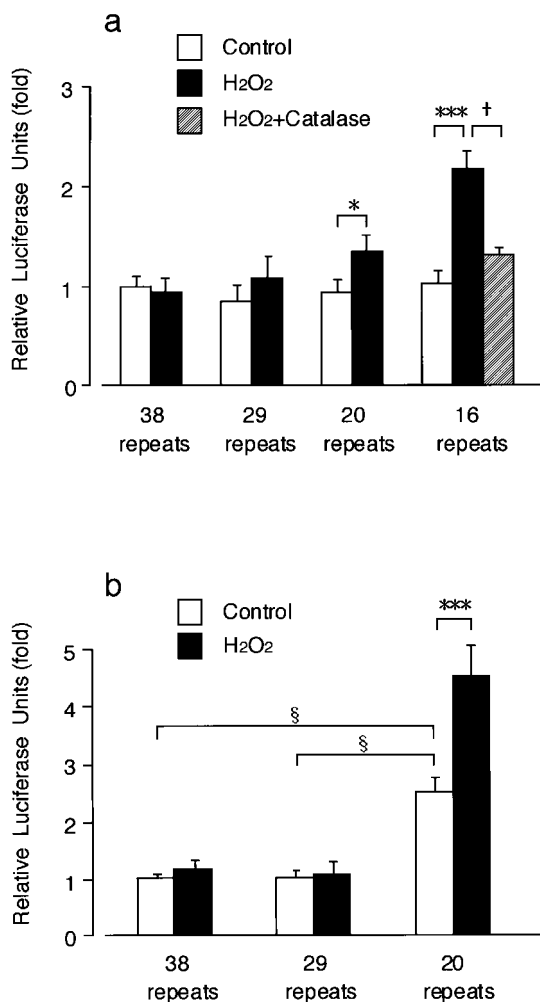 a
Control
H2O2
H2O2+Catalase
Relative Luciferase Units (fold)
3
2
1
0
*
*** †
38 repeats
29 repeats
20 repeats
16 repeats
b
Control
H2O2
Relative Luciferase Units (fold)
5
4
3
2
1
0
***
§
§
38 repeats
29 repeats
20 repeats